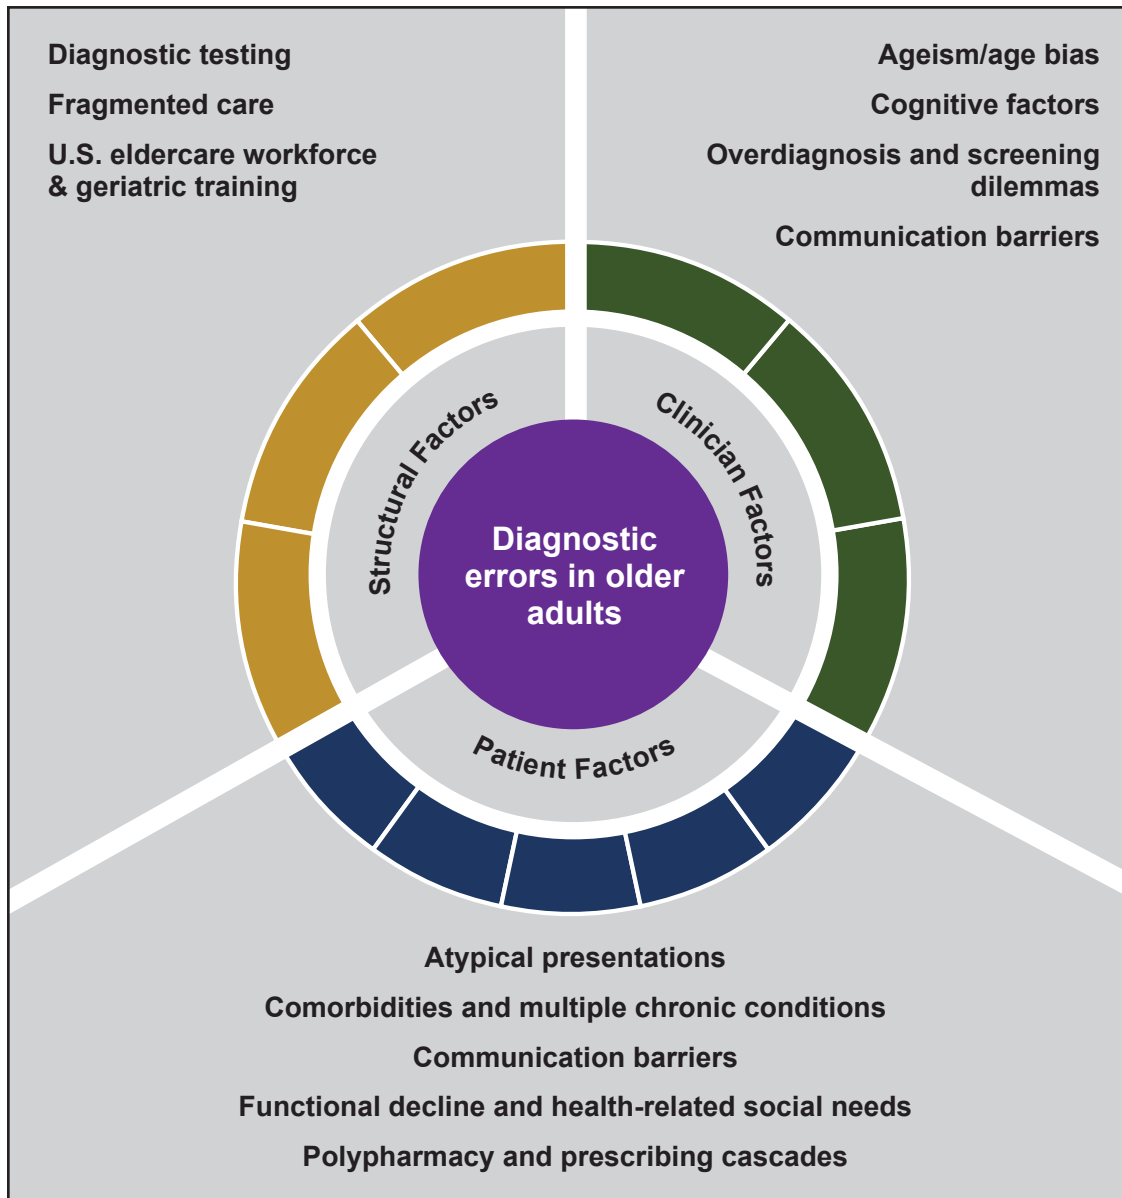 Diagnostic testing
Fragmented care
U.S. eldercare workforce
& geriatric training
Ageism/age bias
Cognitive factors
Overdiagnosis and screening
dilemmas
Communication barriers
Structural Factors
Clinician Factors
Diagnostic
errors in older
adults
Patient Factors
Atypical presentations
Comorbidities and multiple chronic conditions
Communication barriers
Functional decline and health-related social needs
Polypharmacy and prescribing cascades